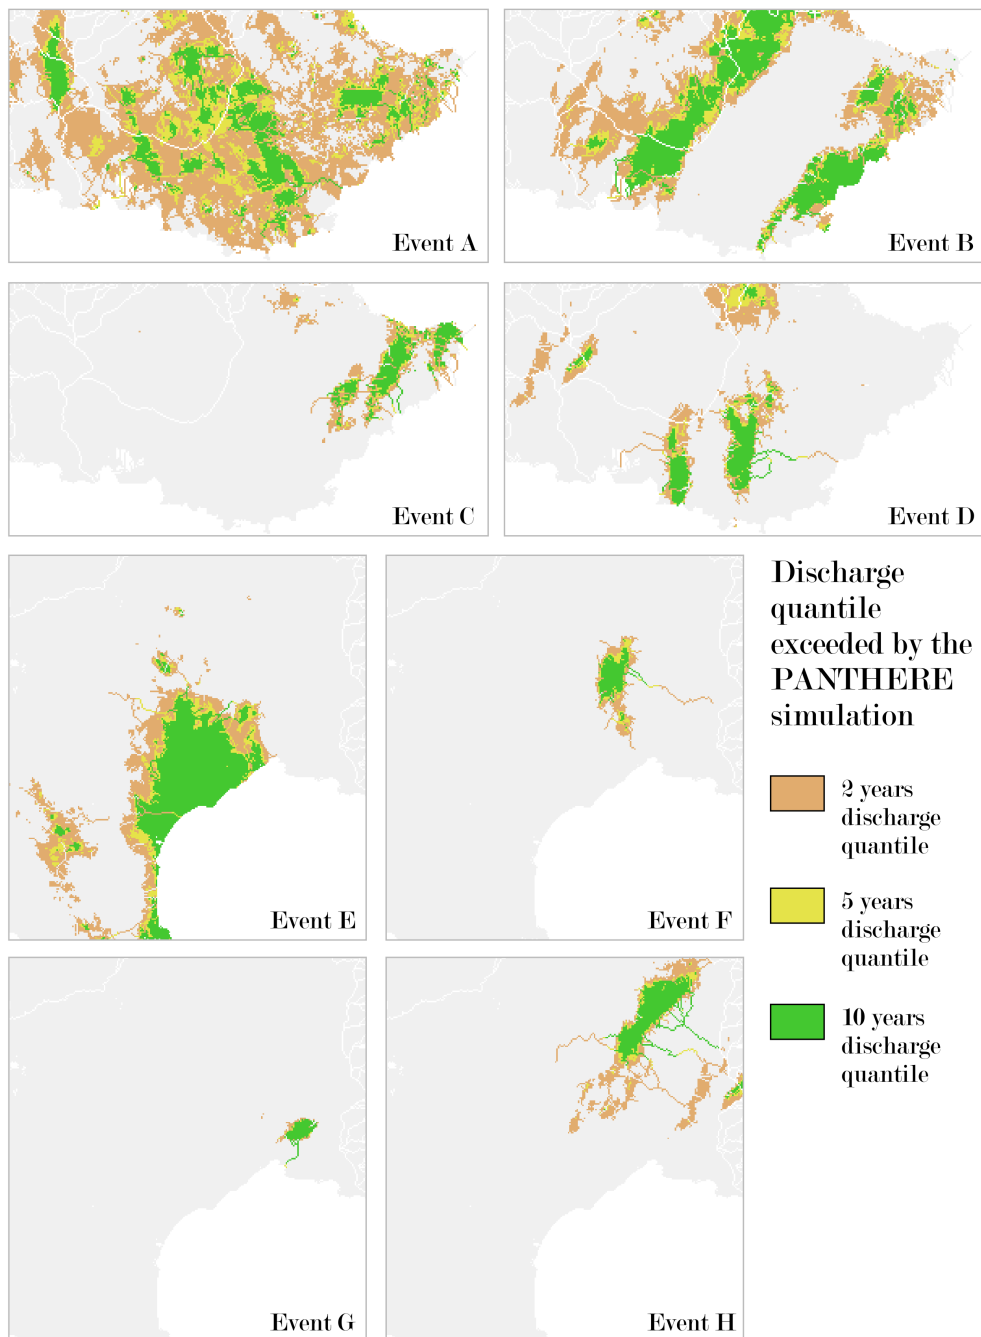 Event A
Event B
Event C
Event D
Event E
Event F
Discharge
quantile
exceeded by the
PANTHERE
simulation
2 years
discharge
quantile
5 years
discharge
quantile
10 years
discharge
quantile
Event G
Event H